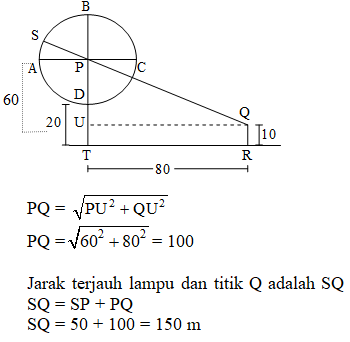 B
S
A P C
60
D Q
20 U 10
T R
80
PQ = √(PU² + QU²)
PQ = √(60² + 80²) = 100
Jarak terjauh lampu dan titik Q adalah SQ
SQ = SP + PQ
SQ = 50 + 100 = 150 m